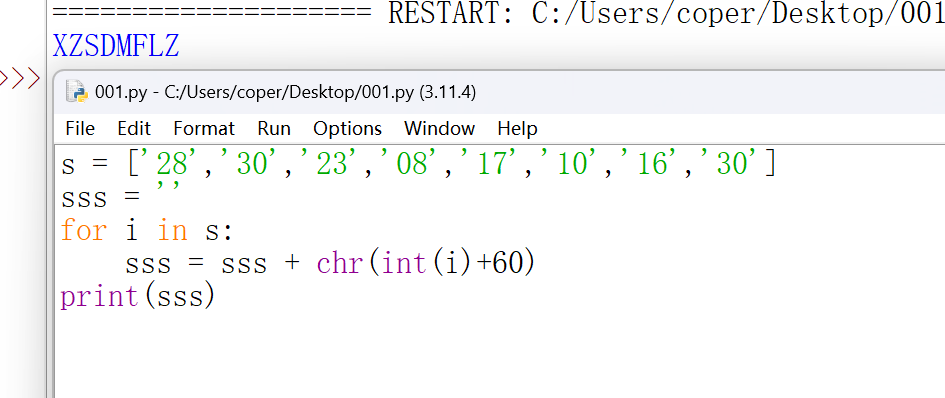 ==================== RESTART: C:/Users/coper/Desktop/001
XZSDMFLZ
>>>
001.py - C:/Users/coper/Desktop/001.py (3.11.4)
File Edit Format Run Options Window Help
s = ['28','30','23','08','17','10','16','30']
sss = ''
for i in s:
    sss = sss + chr(int(i)+60)
print(sss)